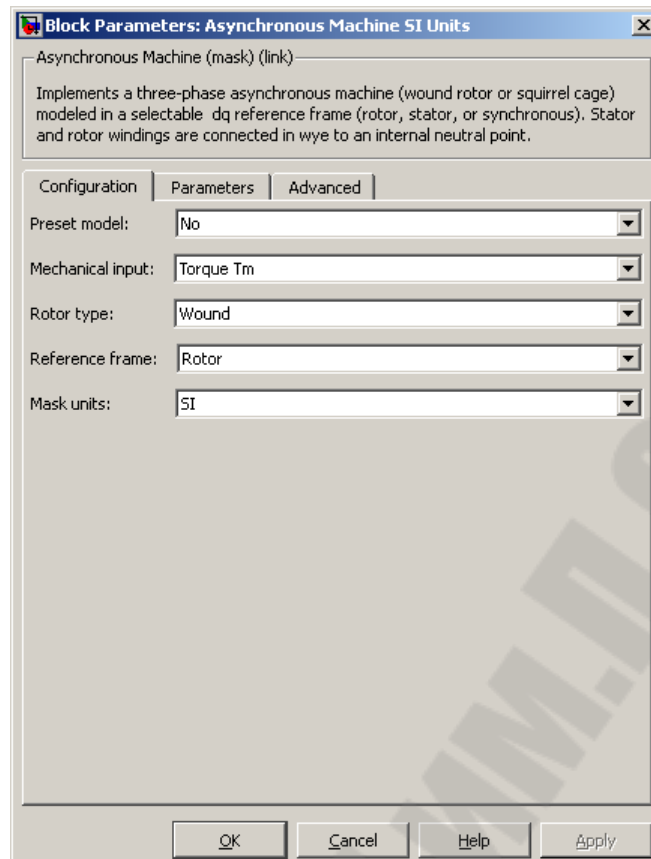 Block Parameters: Asynchronous Machine SI Units
Asynchronous Machine (mask) (link)
Implements a three-phase asynchronous machine (wound rotor or squirrel cage)
modeled in a selectable dq reference frame (rotor, stator, or synchronous). Stator
and rotor windings are connected in wye to an internal neutral point.
Configuration Parameters Advanced
Preset model: No
Mechanical input: Torque Tm
Rotor type: Wound
Reference frame: Rotor
Mask units: SI
OK Cancel Help Apply